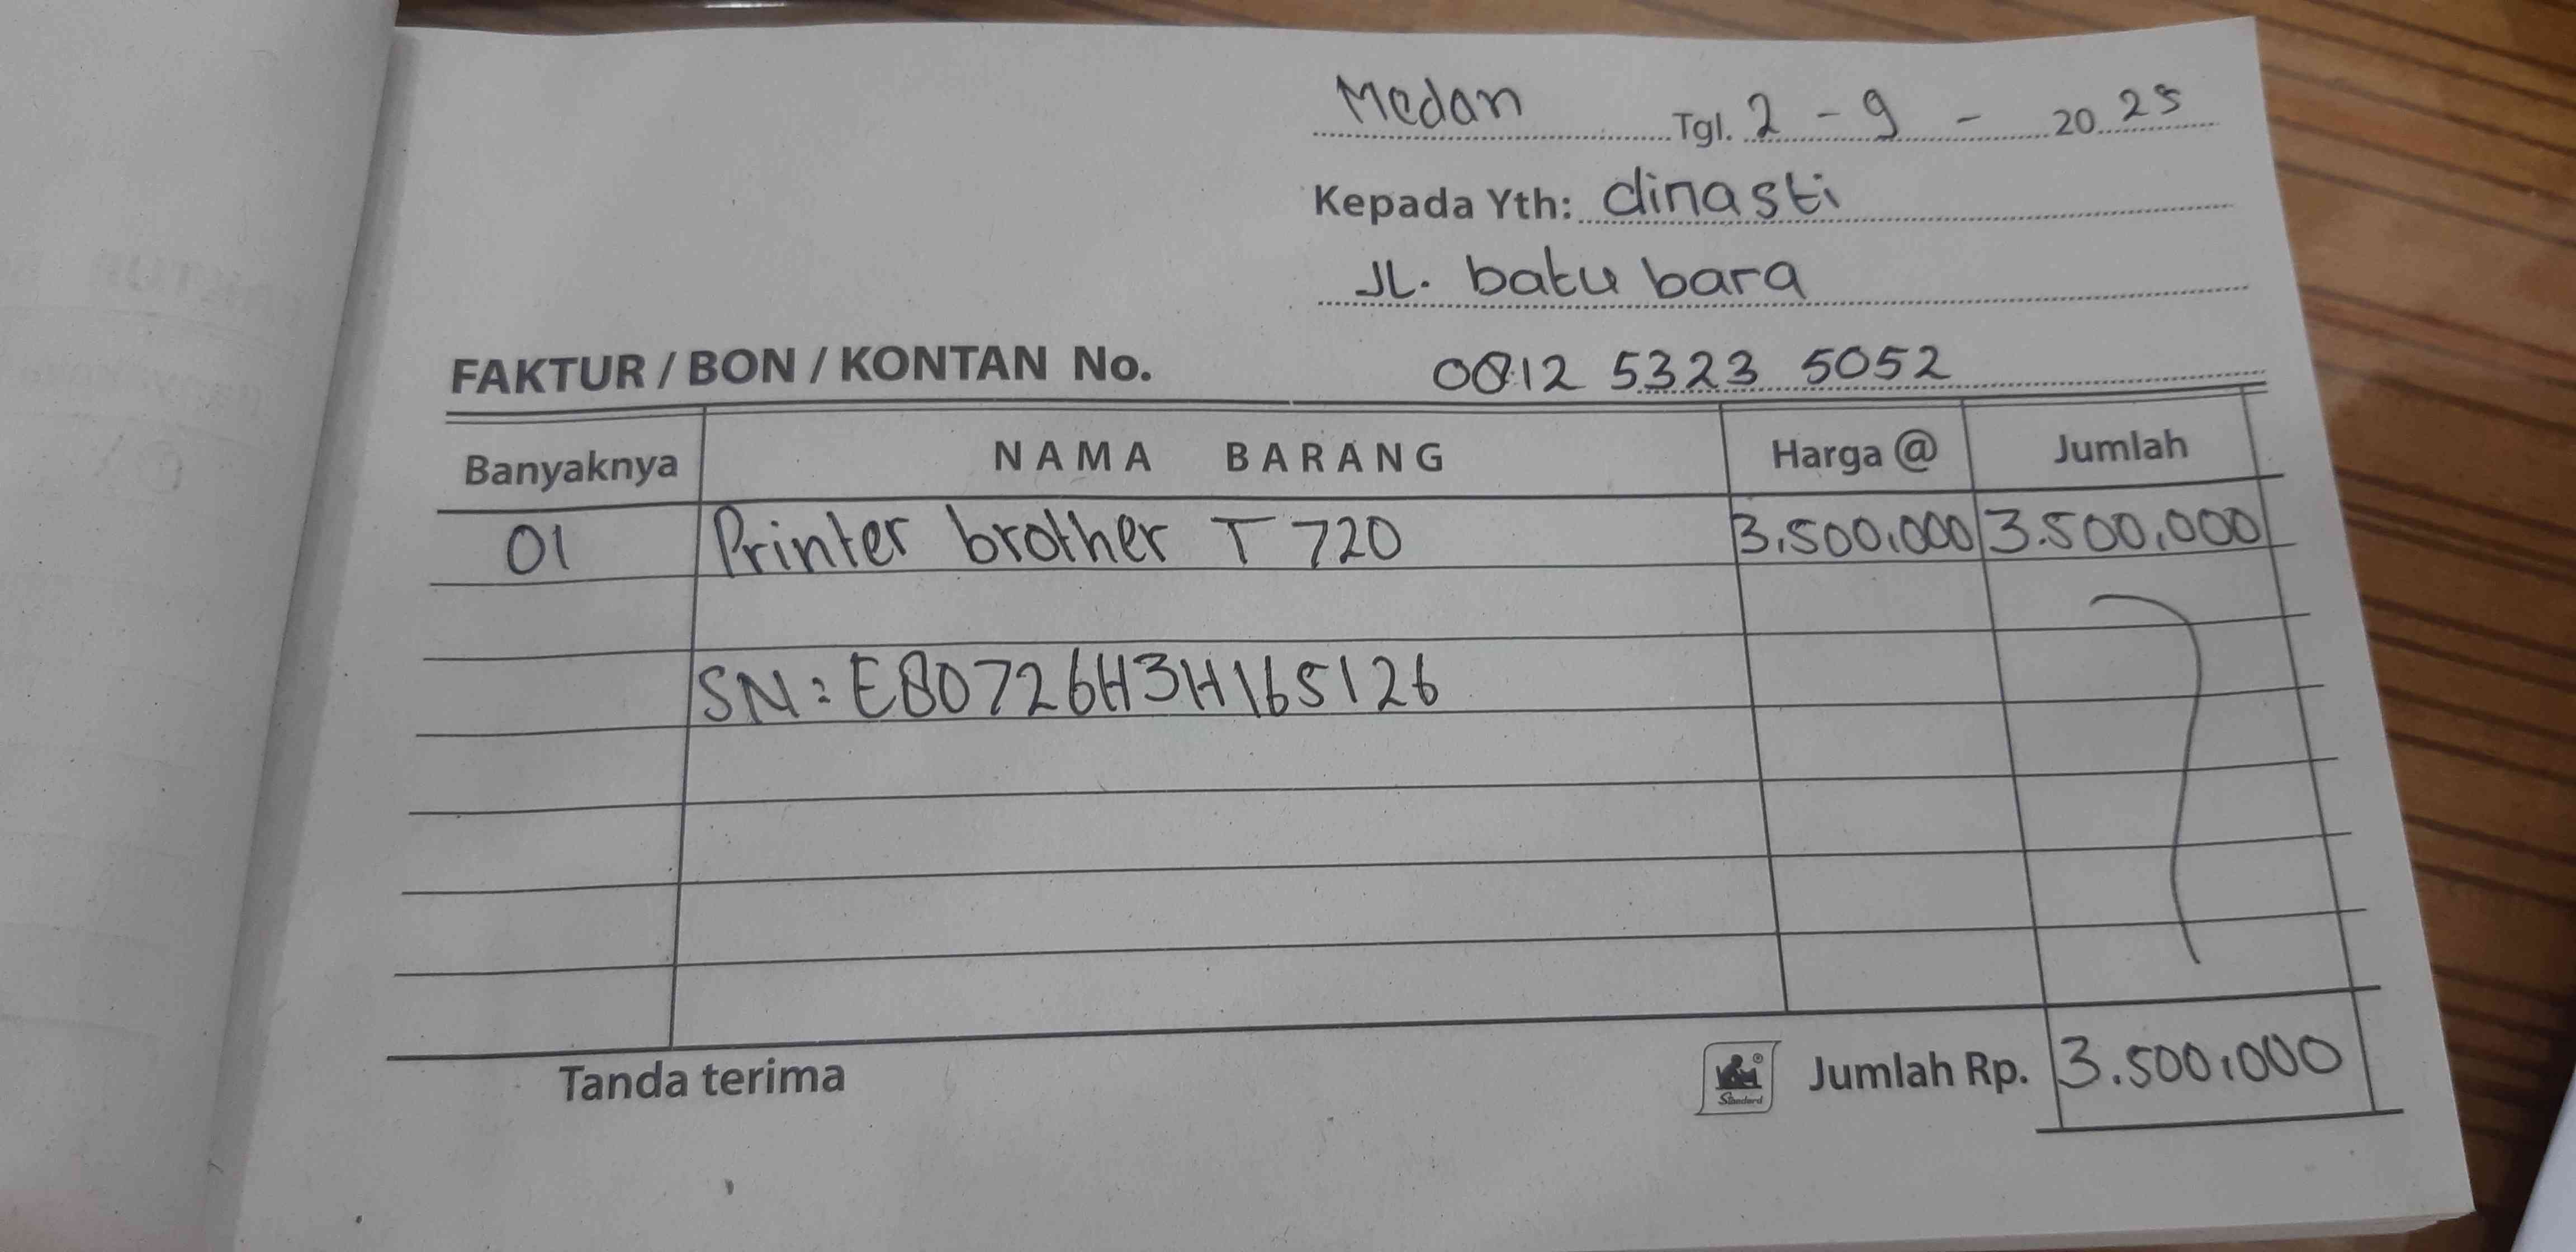 Medan Tgl. 2 - 9 - 20 25
Kepada Yth: dinasti
JL. batu bara
FAKTUR / BON / KONTAN No. 0812 5323 5052
Banyaknya NAMA BARANG Harga @ Jumlah
01 Printer brother T 720 3.500.000 3.500.000
SN : E80726H3H165126
Tanda terima Standard Jumlah Rp. 3.500.000